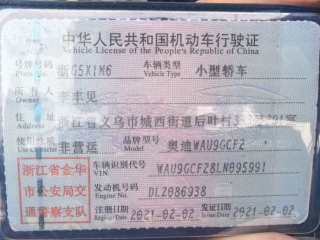 中华人民共和国机动车行驶证
Vehicle License of the People's Republic of China
号牌号码 浙G5X1M6 车辆类型 小型轿车
Plate No. Vehicle Type
所有人 李丰见
Owner
住址 浙江省义乌市城西街道后叶村
Address
使用性质 非营运 品牌型号 奥迪WAU9GCFZ
Model
浙江省金华市公安局交通警察支队
车辆识别代号 WAU9GCFZ8LN095991
VIN
发动机号码 DLZ086938
Engine No.
注册日期 2021-02-02 发证日期 2021-02-02
Register Date Issue Date